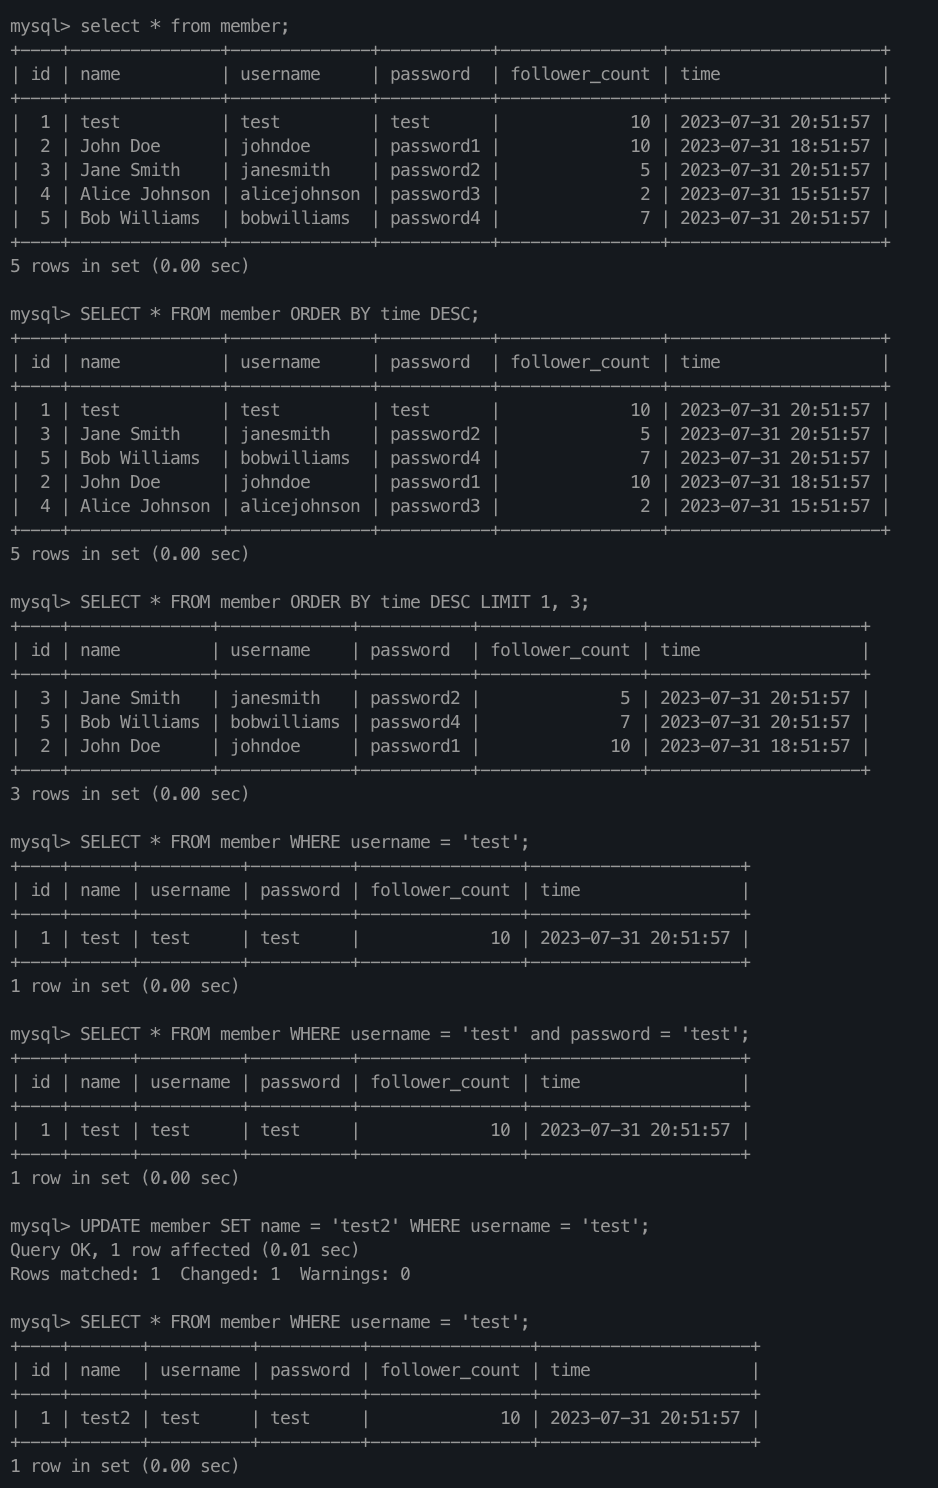 mysql> select * from member;
+----+---------------+--------------+-----------+----------------+---------------------+
| id | name          | username     | password  | follower_count | time                |
+----+---------------+--------------+-----------+----------------+---------------------+
|  1 | test          | test         | test      |             10 | 2023-07-31 20:51:57 |
|  2 | John Doe      | johndoe      | password1 |             10 | 2023-07-31 18:51:57 |
|  3 | Jane Smith    | janesmith    | password2 |              5 | 2023-07-31 20:51:57 |
|  4 | Alice Johnson | alicejohnson | password3 |              2 | 2023-07-31 15:51:57 |
|  5 | Bob Williams  | bobwilliams  | password4 |              7 | 2023-07-31 20:51:57 |
+----+---------------+--------------+-----------+----------------+---------------------+
5 rows in set (0.00 sec)

mysql> SELECT * FROM member ORDER BY time DESC;
+----+---------------+--------------+-----------+----------------+---------------------+
| id | name          | username     | password  | follower_count | time                |
+----+---------------+--------------+-----------+----------------+---------------------+
|  1 | test          | test         | test      |             10 | 2023-07-31 20:51:57 |
|  3 | Jane Smith    | janesmith    | password2 |              5 | 2023-07-31 20:51:57 |
|  5 | Bob Williams  | bobwilliams  | password4 |              7 | 2023-07-31 20:51:57 |
|  2 | John Doe      | johndoe      | password1 |             10 | 2023-07-31 18:51:57 |
|  4 | Alice Johnson | alicejohnson | password3 |              2 | 2023-07-31 15:51:57 |
+----+---------------+--------------+-----------+----------------+---------------------+
5 rows in set (0.00 sec)

mysql> SELECT * FROM member ORDER BY time DESC LIMIT 1, 3;
+----+--------------+-------------+-----------+----------------+---------------------+
| id | name         | username    | password  | follower_count | time                |
+----+--------------+-------------+-----------+----------------+---------------------+
|  3 | Jane Smith   | janesmith   | password2 |              5 | 2023-07-31 20:51:57 |
|  5 | Bob Williams | bobwilliams | password4 |              7 | 2023-07-31 20:51:57 |
|  2 | John Doe     | johndoe     | password1 |             10 | 2023-07-31 18:51:57 |
+----+--------------+-------------+-----------+----------------+---------------------+
3 rows in set (0.00 sec)

mysql> SELECT * FROM member WHERE username = 'test';
+----+------+----------+----------+----------------+---------------------+
| id | name | username | password | follower_count | time                |
+----+------+----------+----------+----------------+---------------------+
|  1 | test | test     | test     |             10 | 2023-07-31 20:51:57 |
+----+------+----------+----------+----------------+---------------------+
1 row in set (0.00 sec)

mysql> SELECT * FROM member WHERE username = 'test' and password = 'test';
+----+------+----------+----------+----------------+---------------------+
| id | name | username | password | follower_count | time                |
+----+------+----------+----------+----------------+---------------------+
|  1 | test | test     | test     |             10 | 2023-07-31 20:51:57 |
+----+------+----------+----------+----------------+---------------------+
1 row in set (0.00 sec)

mysql> UPDATE member SET name = 'test2' WHERE username = 'test';
Query OK, 1 row affected (0.01 sec)
Rows matched: 1  Changed: 1  Warnings: 0

mysql> SELECT * FROM member WHERE username = 'test';
+----+-------+----------+----------+----------------+---------------------+
| id | name  | username | password | follower_count | time                |
+----+-------+----------+----------+----------------+---------------------+
|  1 | test2 | test     | test     |             10 | 2023-07-31 20:51:57 |
+----+-------+----------+----------+----------------+---------------------+
1 row in set (0.00 sec)